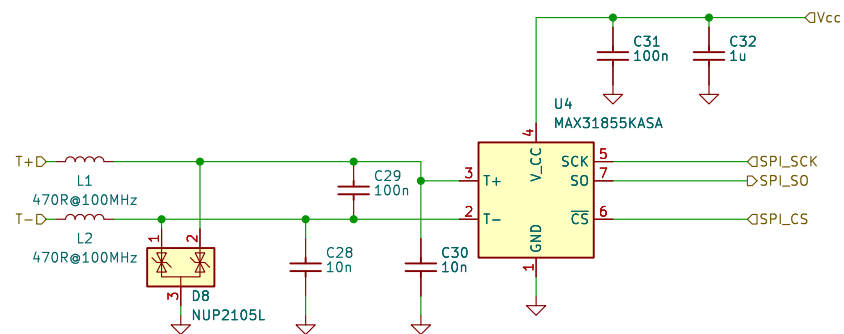 Vcc
C31
100n
C32
1u
U4
MAX31855KASA
4
V_CC
T+
L1
470R@100MHz
C29
100n
3
T+
SCK
5
SPI_SCK
SO
7
SPI_SO
T-
L2
470R@100MHz
2
T-
CS
6
SPI_CS
1
2
C28
10n
C30
10n
GND
1
3
D8
NUP2105L